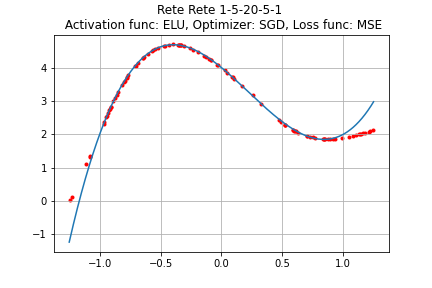 Rete Rete 1-5-20-5-1
Activation func: ELU, Optimizer: SGD, Loss func: MSE
4
3
2
1
0
−1
−1.0 −0.5 0.0 0.5 1.0